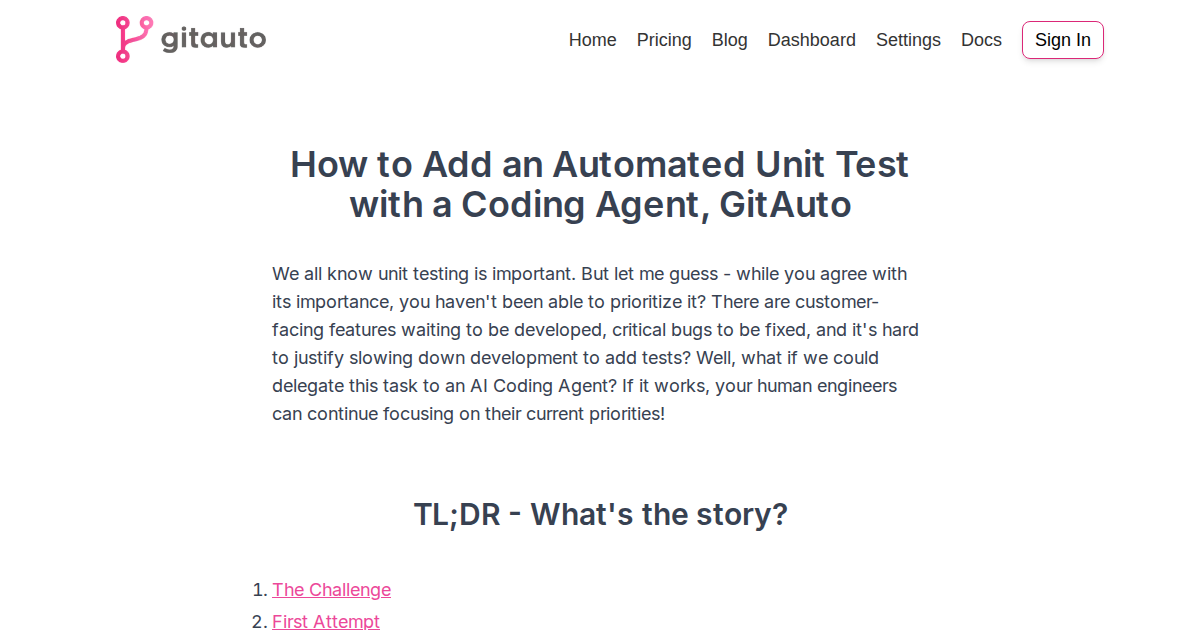 gitauto
Home Pricing Blog Dashboard Settings Docs Sign In
How to Add an Automated Unit Test
with a Coding Agent, GitAuto
We all know unit testing is important. But let me guess - while you agree with
its importance, you haven't been able to prioritize it? There are customer-
facing features waiting to be developed, critical bugs to be fixed, and it's hard
to justify slowing down development to add tests? Well, what if we could
delegate this task to an AI Coding Agent? If it works, your human engineers
can continue focusing on their current priorities!
TL;DR - What's the story?
1. The Challenge
2. First Attempt